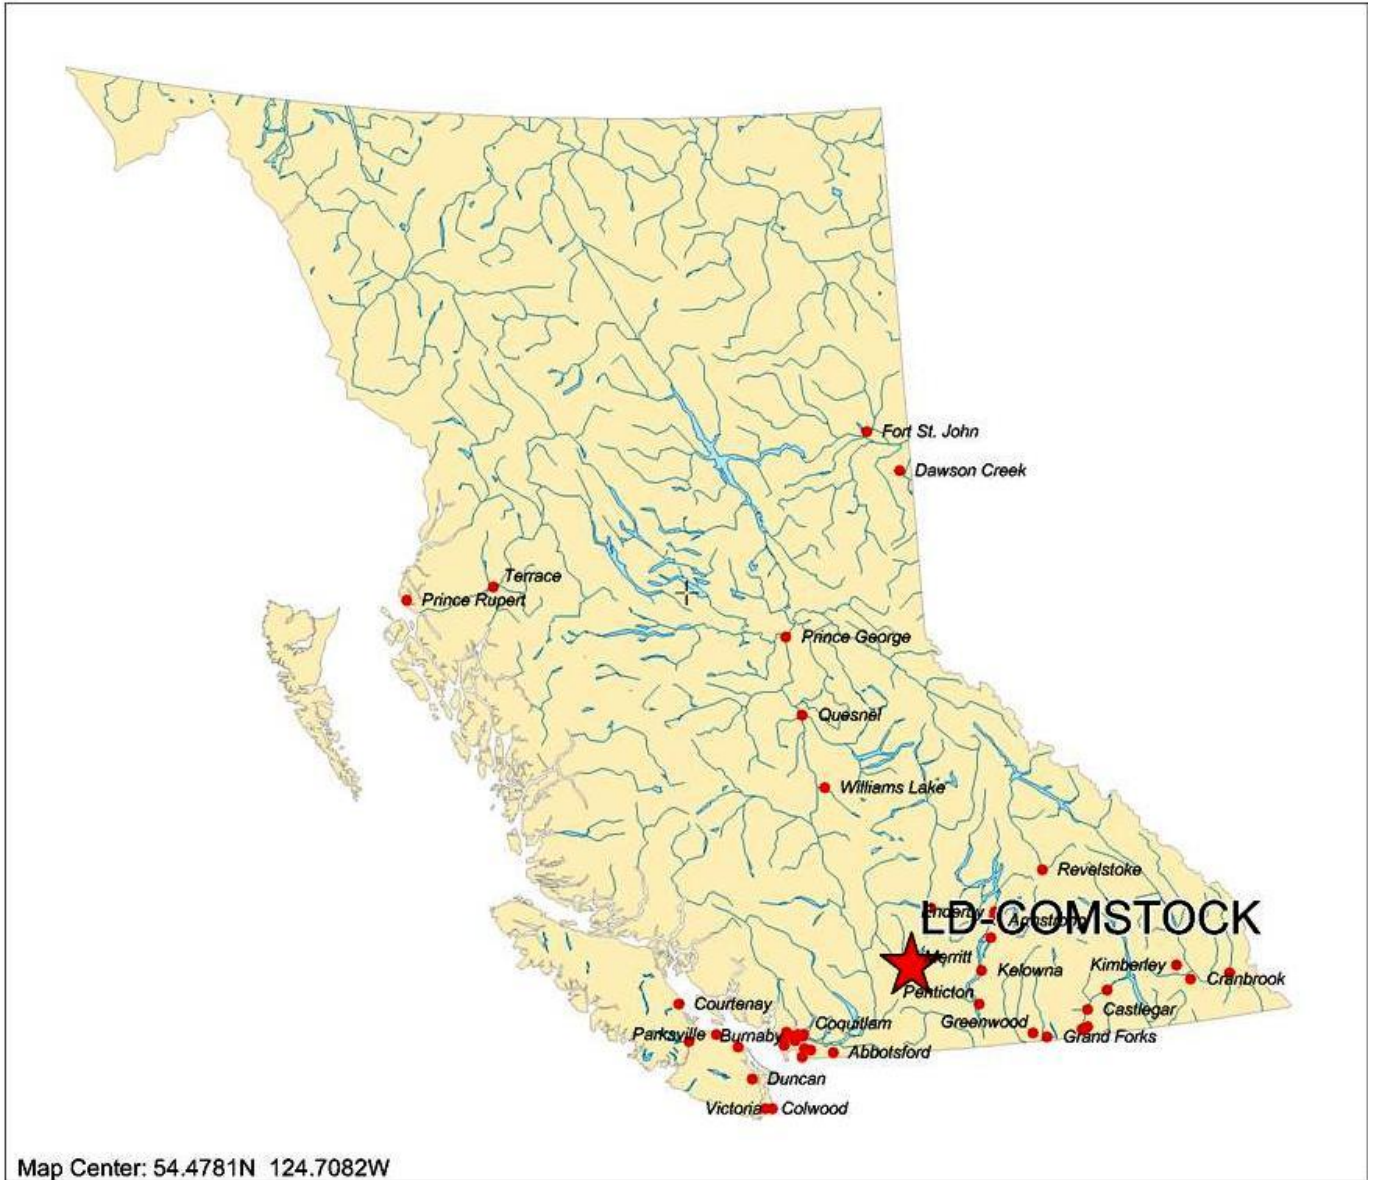 Fort St. John
Dawson Creek
Terrace
Prince Rupert
Prince George
Quesnel
Williams Lake
Revelstoke
Enderby
Armstrong
LD-COMSTOCK
Merritt
Kelowna
Kimberley
Cranbrook
Penticton
Courtenay
Castlegar
Greenwood
Coquitlam
Parksville
Burnaby
Grand Forks
Abbotsford
Duncan
Victoria
Colwood
Map Center: 54.4781N 124.7082W